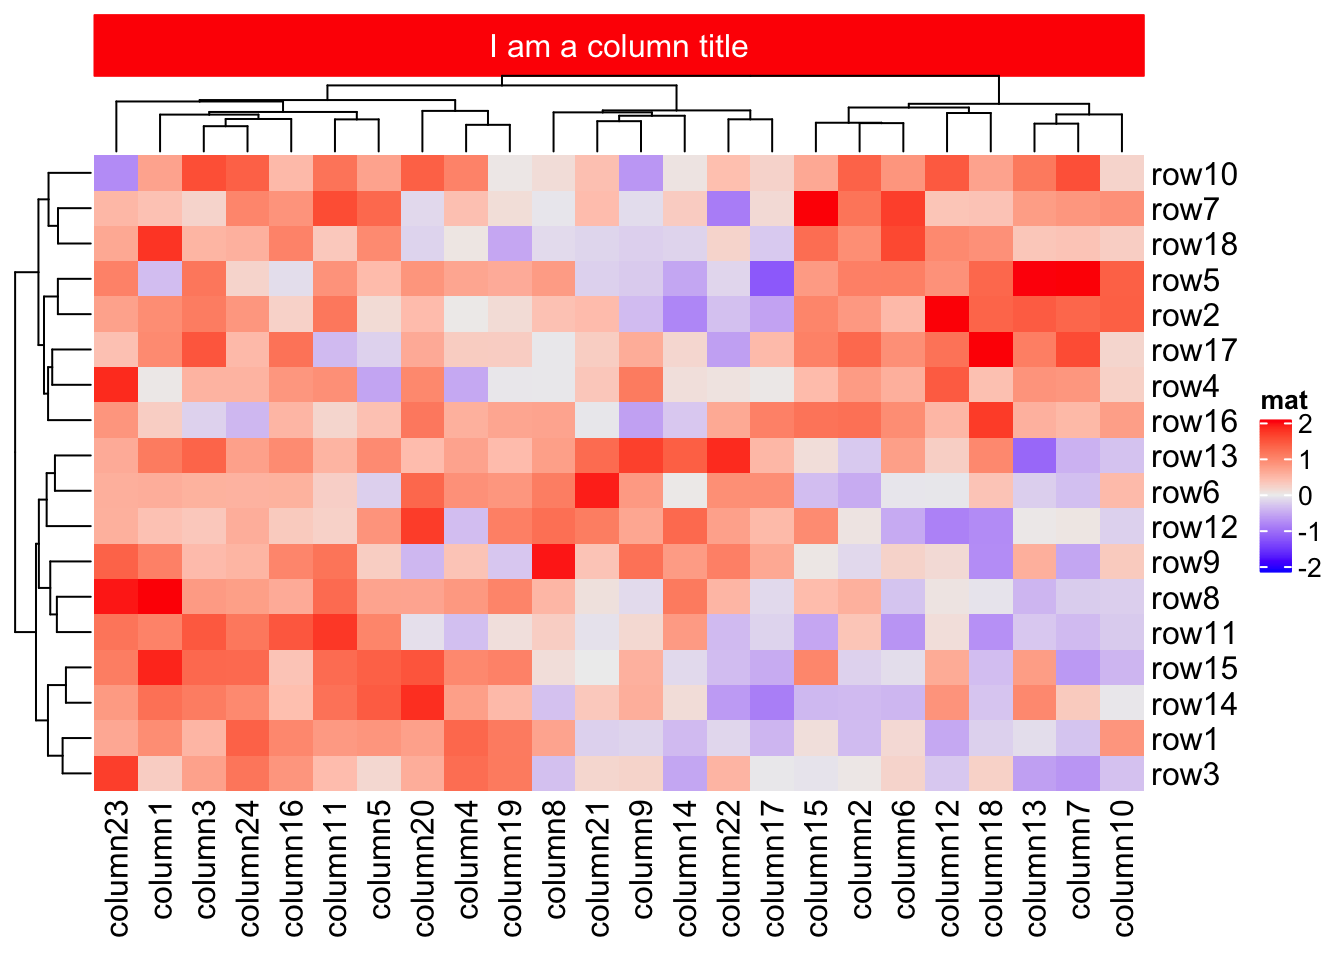 I am a column title
row10
row7
row18
row5
row2
row17
row4
row16
row13
row6
row12
row9
row8
row11
row15
row14
row1
row3
mat
2
1
0
-1
-2
column23
column1
column3
column24
column16
column11
column5
column20
column4
column19
column8
column21
column9
column14
column22
column17
column15
column2
column6
column12
column18
column13
column7
column10